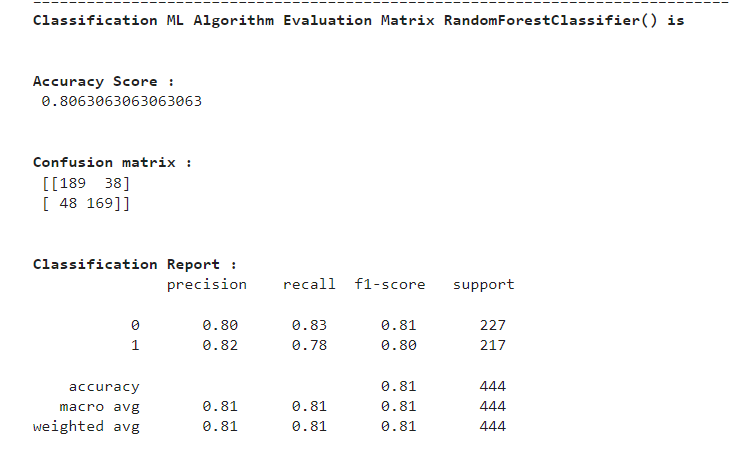 Classification ML Algorithm Evaluation Matrix RandomForestClassifier() is
Accuracy Score :
0.8063063063063063
Confusion matrix :
[[189  38]
[ 48 169]]
Classification Report :
precision    recall  f1-score   support
0       0.80      0.83      0.81       227
1       0.82      0.78      0.80       217
accuracy                           0.81       444
macro avg       0.81      0.81      0.81       444
weighted avg       0.81      0.81      0.81       444